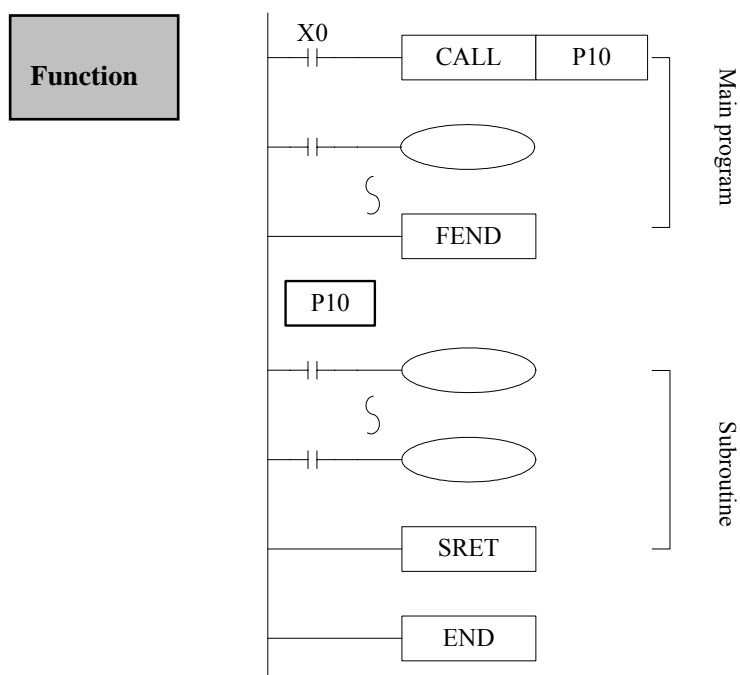 Function
X0
CALL P10
Main program
FEND
P10
Subroutine
SRET
END